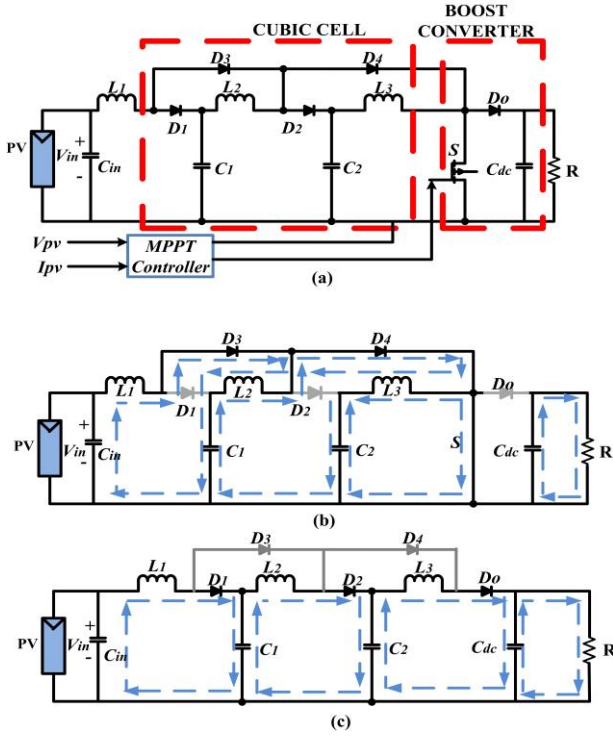 BOOST
CUBIC CELL CONVERTER
D3 D4
L1 L2 L3 Do
D1 D2
PV Vin + - Cin C1 C2 S Cdc R
Vpv MPPT
Ipv Controller
(a)
D3 D4
L1 D1 L2 D2 L3 Do
PV Vin + - Cin C1 C2 S Cdc R
(b)
D3 D4
L1 D1 L2 D2 L3 Do
PV Vin + - Cin C1 C2 Cdc R
(c)